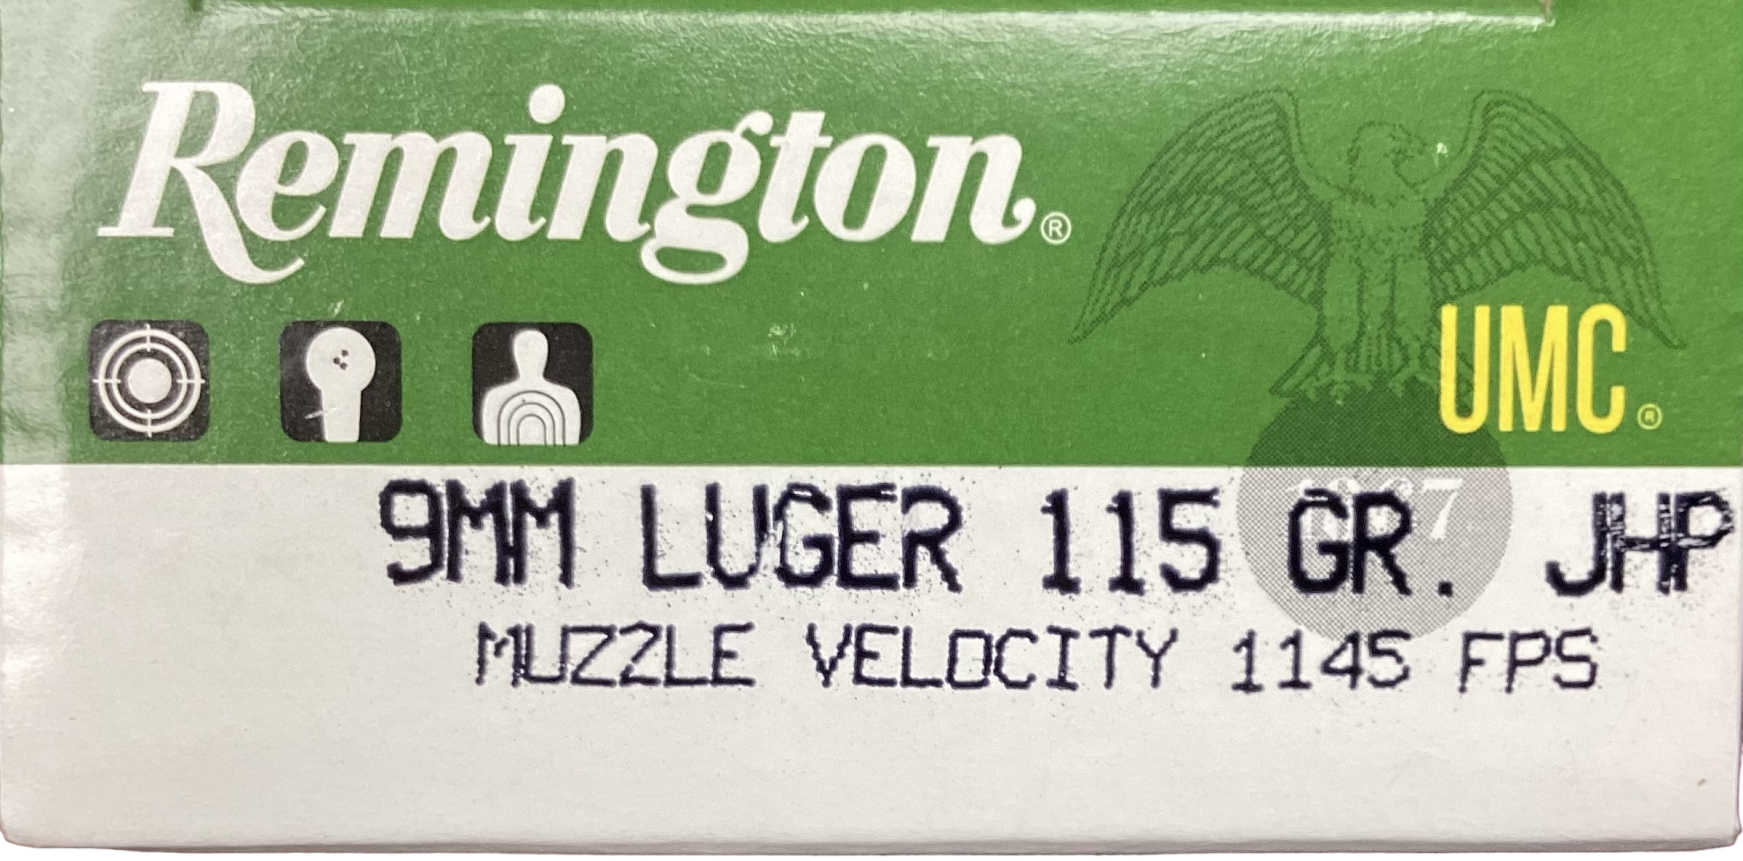 Remington®
UMC®
9MM LUGER 115 GR. JHP
MUZZLE VELOCITY 1145 FPS